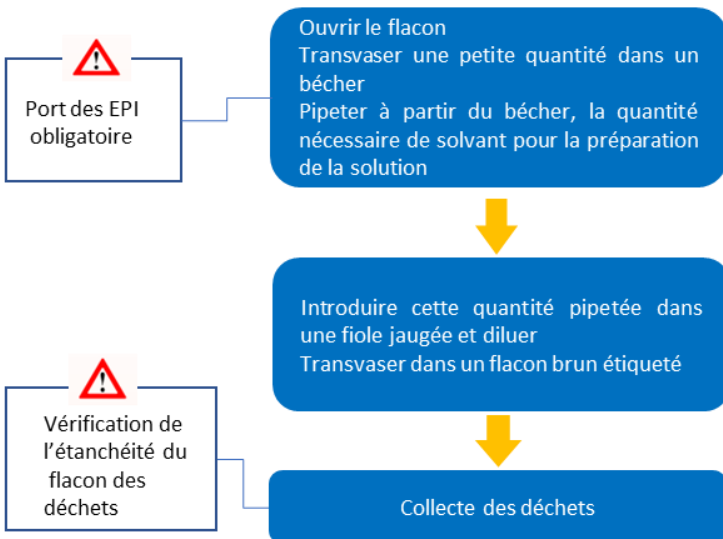 Ouvrir le flacon
Transvaser une petite quantité dans un
bécher
Pipeter à partir du bécher, la quantité
nécessaire de solvant pour la préparation
de la solution
Port des EPI
obligatoire
Introduire cette quantité pipetée dans
une fiole jaugée et diluer
Transvaser dans un flacon brun étiqueté
Vérification de
l'étanchéité du
flacon des
déchets
Collecte des déchets